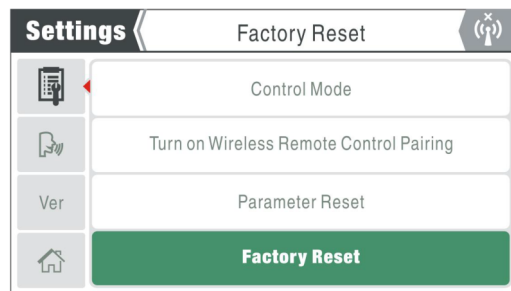 Settings
Factory Reset
Control Mode
Turn on Wireless Remote Control Pairing
Ver
Parameter Reset
Factory Reset